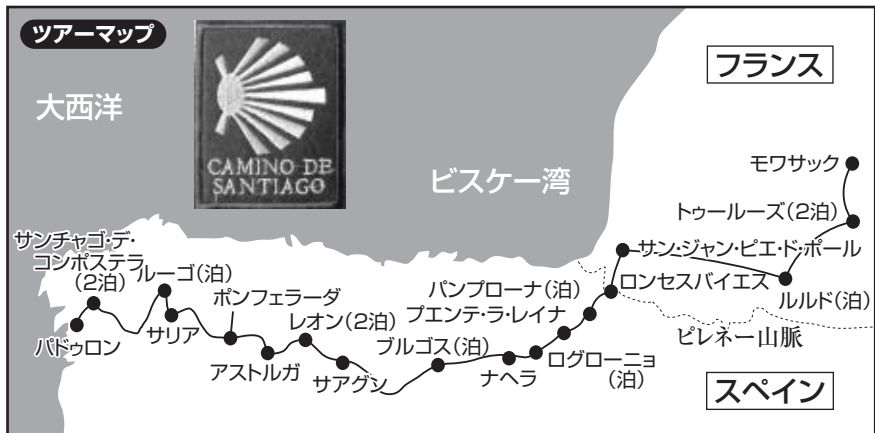 ツアーマップ
大西洋
CAMINO DE
SANTIAGO
ビスケー湾
フランス
モワサック
トゥールーズ(2泊)
サン・ジャン・ピエ・ド・ポール
ロンセスバイエス
ルルド(泊)
ピレネー山脈
スペイン
パンプローナ(泊)
プエンテ・ラ・レイナ
ログローニョ
(泊)
ナヘラ
ブルゴス(泊)
サアグン
レオン(2泊)
アストルガ
ポンフェラーダ
サリア
ルーゴ(泊)
サンチャゴ・デ・
コンポステラ
(2泊)
パドゥロン